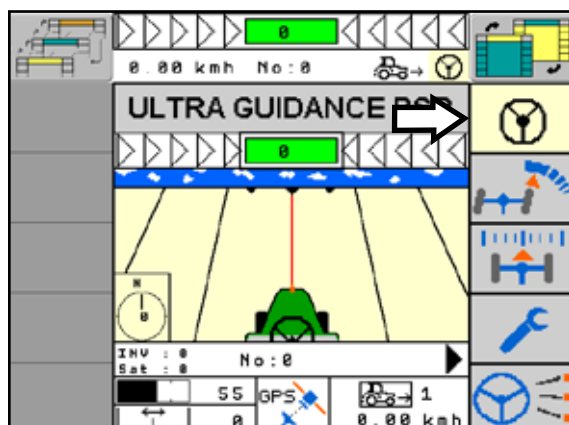 0
0.00 kmh No:0
ULTRA GUIDANCE
0
N
0
INV : 0
Sat : 0
No:0
55
GPS
1
0
0.00 kmh